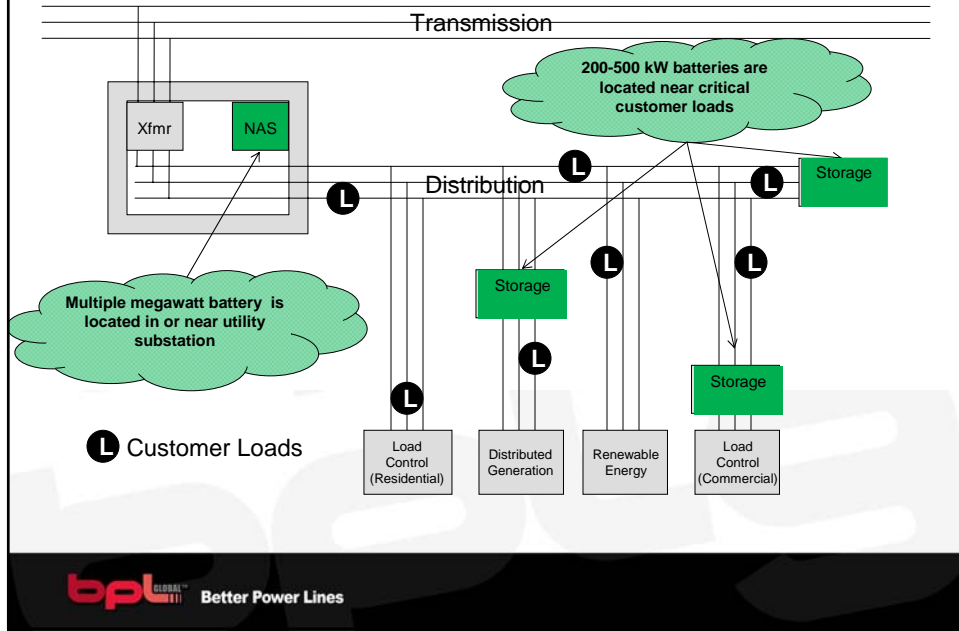 Transmission
200-500 kW batteries are
located near critical
customer loads
Xfmr
NAS
Distribution
L
L
L
Storage
L
L
Storage
Multiple megawatt battery is
located in or near utility
substation
L
Storage
L
L Customer Loads
Load
Control
(Residential)
Distributed
Generation
Renewable
Energy
Load
Control
(Commercial)
bpl GLOBAL™ Better Power Lines